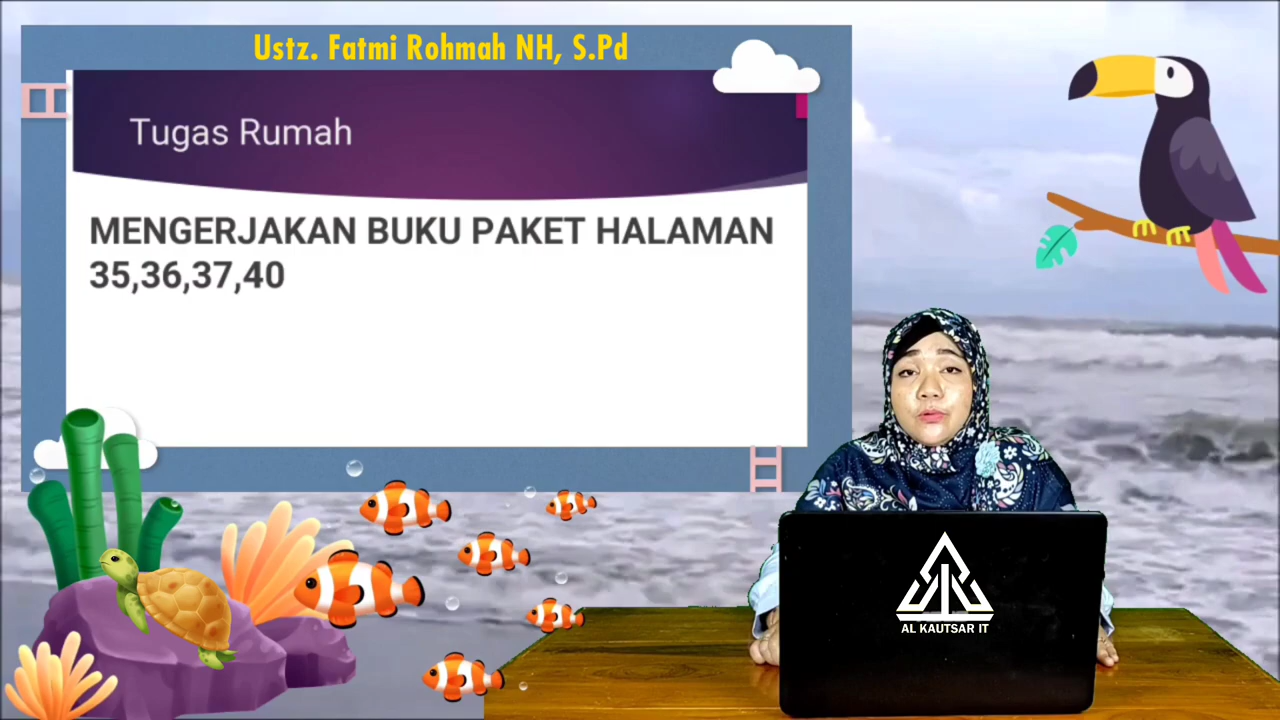 Ustz. Fatmi Rohmah NH, S.Pd
Tugas Rumah
MENGERJAKAN BUKU PAKET HALAMAN
35,36,37,40
AL KAUTSAR IT